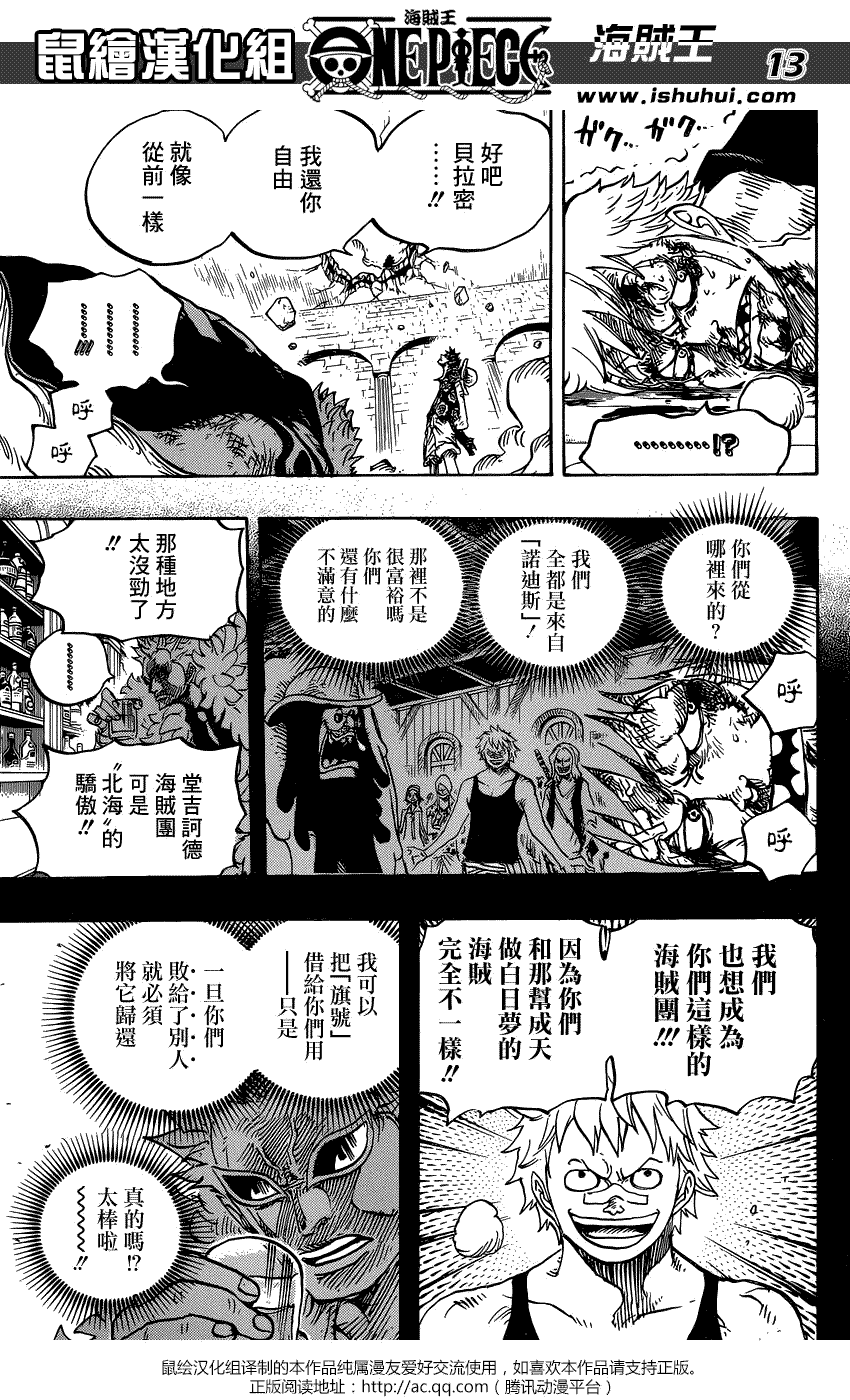 鼠繪漢化組
海賊王
ONE PIECE
海賊王
13
www.ishuhui.com
ガク…
ガク…
………!?
好吧
貝拉密
……!!
我還你
自由
就像
從前一樣
………!!!
呼
呼
你們從
哪裡來的?
我們
全都是來自
「諾迪斯」!
那裡不是
很富裕嗎
你們
還有什麼
不滿意的
呼
呼
那種地方
太沒勁了
!!
………
堂吉訶德
海賊團
可是
〝北海〞的
驕傲!!
我們
也想成為
你們這樣的
海賊團!!!
因為你們
和那幫成天
做白日夢的
海賊
完全不一樣!!
我可以
把「旗號」
借給你們用
——只是
一旦你們
敗給了別人
就必須
將它歸還
真的嗎!?
太棒啦
~~~!!
鼠绘汉化组译制的本作品纯属漫友爱好交流使用，如喜欢本作品请支持正版。
正版阅读地址：http://ac.qq.com（腾讯动漫平台）